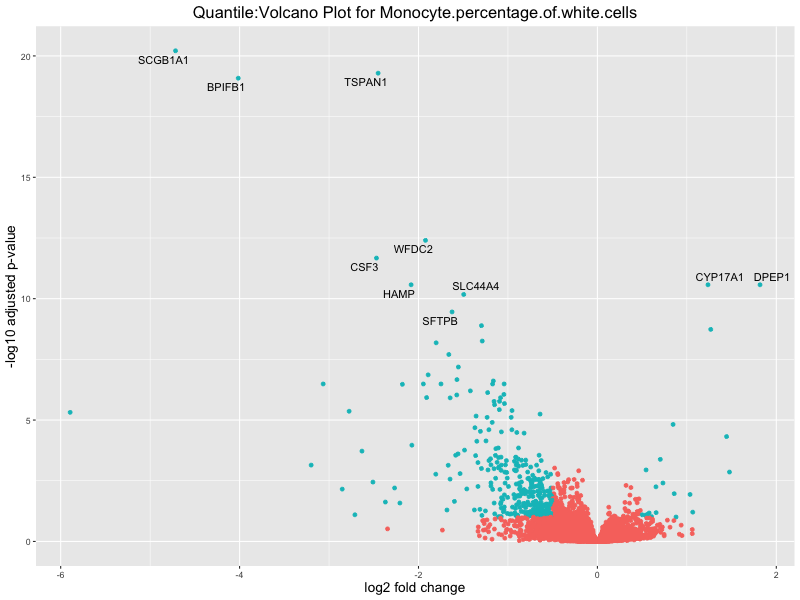 Quantile:Volcano Plot for Monocyte.percentage.of.white.cells
20
SCGB1A1
TSPAN1
BPIFB1
15
WFDC2
CSF3
CYP17A1 DPEP1
SLC44A4
HAMP
10
SFTPB
5
0
-log10 adjusted p-value
-6 -4 -2 0 2
log2 fold change